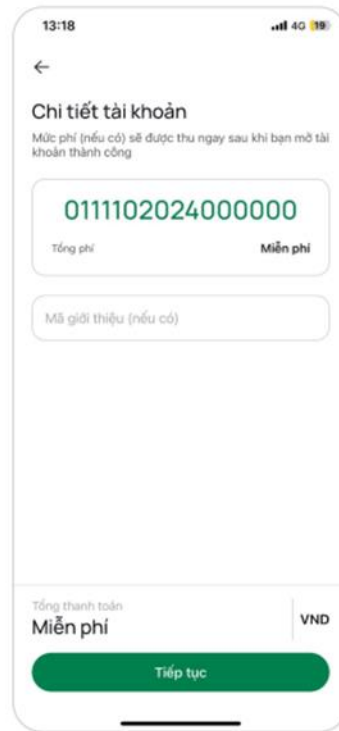 13:18
4G 19
Chi tiết tài khoản
Mức phí (nếu có) sẽ được thu ngay sau khi bạn mở tài
khoản thành công
0111102024000000
Tổng phí Miễn phí
Mã giới thiệu (nếu có)
Tổng thanh toán
Miễn phí VND
Tiếp tục